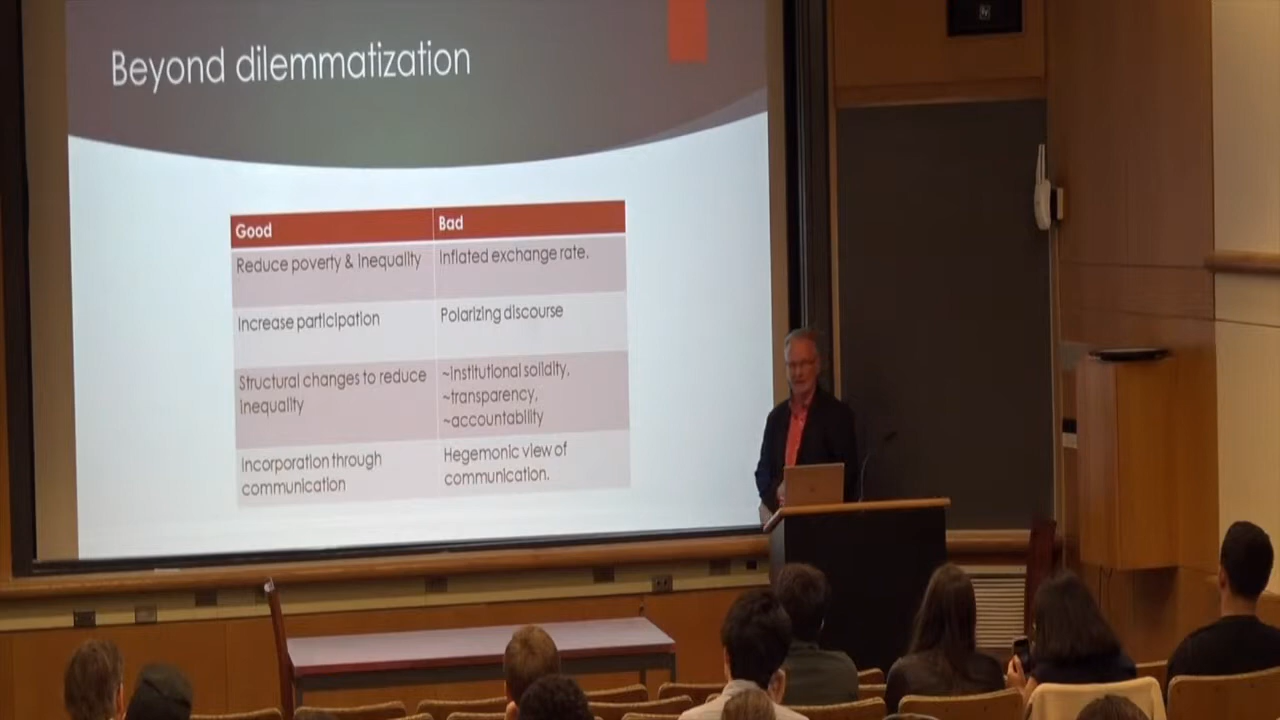 Beyond dilemmatization
Good
Bad
Reduce poverty & Inequality
Inflated exchange rate.
Increase participation
Polarizing discourse
Structural changes to reduce
inequality
~institutional solidity,
~transparency,
~accountability
Incorporation through
communication
Hegemonic view of
communication.